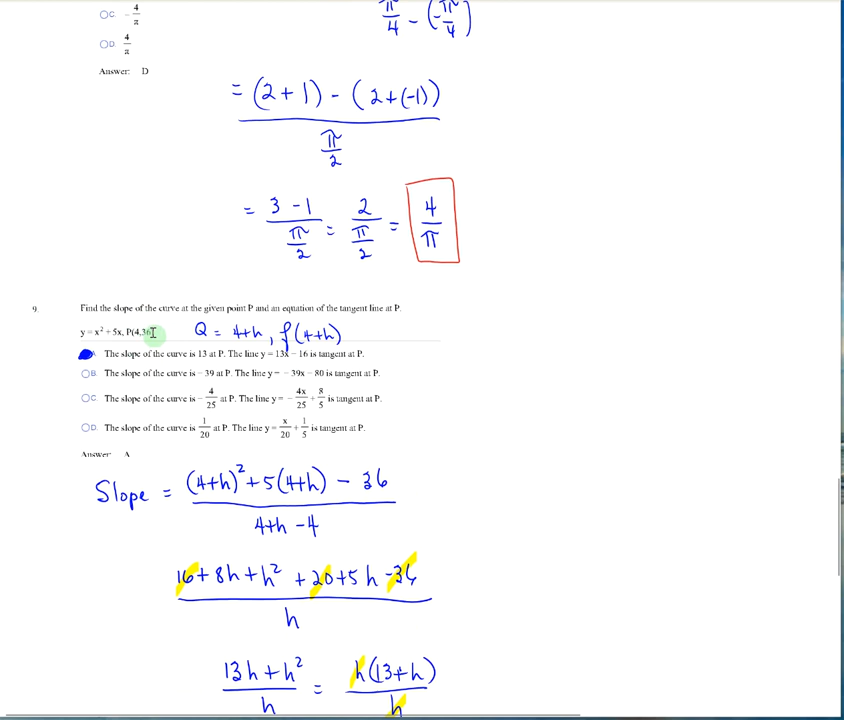 C. - 4/π
π/4 - (-π/4)
D. 4/π
Answer: D
= (2+1) - (2+(-1)) / π/2
= 3-1 / π/2 = 2 / π/2 = 4/π
9. Find the slope of the curve at the given point P and an equation of the tangent line at P.
y = x² + 5x, P(4,36)
Q = 4+h, f(4+h)
The slope of the curve is 13 at P. The line y = 13x - 16 is tangent at P.
B. The slope of the curve is - 39 at P. The line y = - 39x - 80 is tangent at P.
C. The slope of the curve is - 4/25 at P. The line y = - 4x/25 + 8/5 is tangent at P.
D. The slope of the curve is 1/20 at P. The line y = x/20 + 1/5 is tangent at P.
Answer: A
Slope = (4+h)²+5(4+h) - 36 / 4+h-4
16+8h+h² +20+5h-36 / h
13h+h² / h = h(13+h) / h